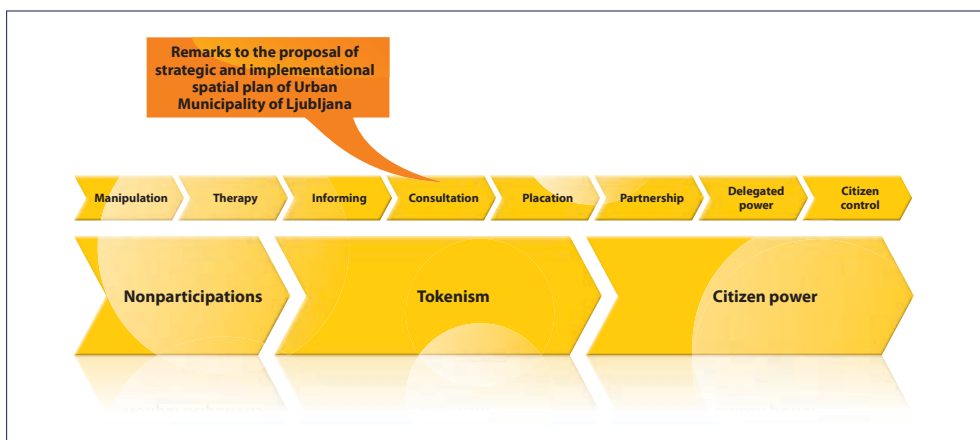 Remarks to the proposal of
strategic and implementational
spatial plan of Urban
Municipality of Ljubljana
Manipulation
Therapy
Informing
Consultation
Placation
Partnership
Delegated
power
Citizen
control
Nonparticipations
Tokenism
Citizen power